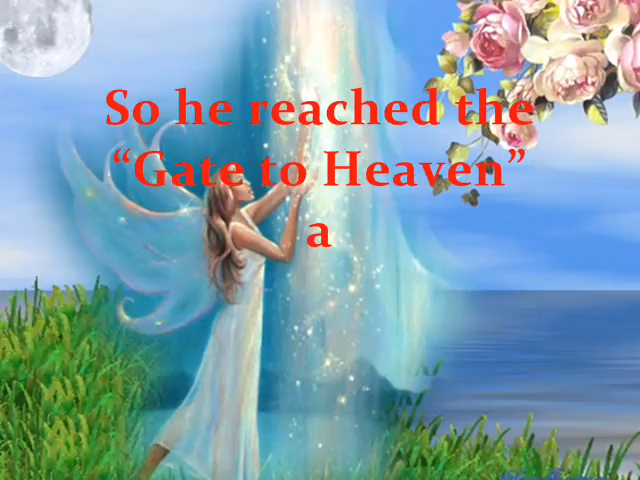 So he reached the
“Gate to Heaven”
a